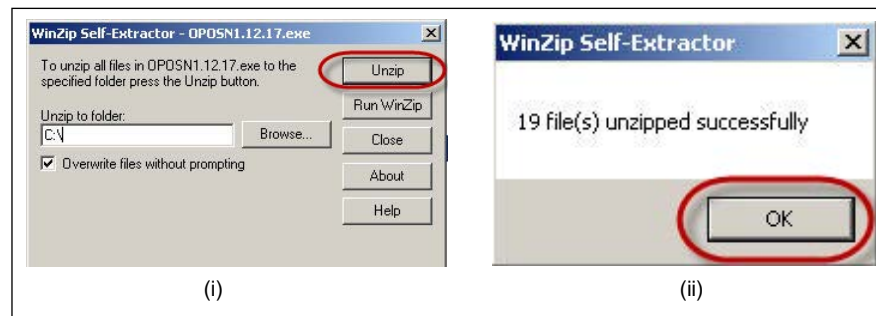 WinZip Self-Extractor - OPOSN1.12.17.exe
To unzip all files in OPOSN1.12.17.exe to the
specified folder press the Unzip button.
Unzip to folder:
C:\
Browse...
Overwrite files without prompting
Unzip
Run WinZip
Close
About
Help
(i)
WinZip Self-Extractor
19 file(s) unzipped successfully
OK
(ii)